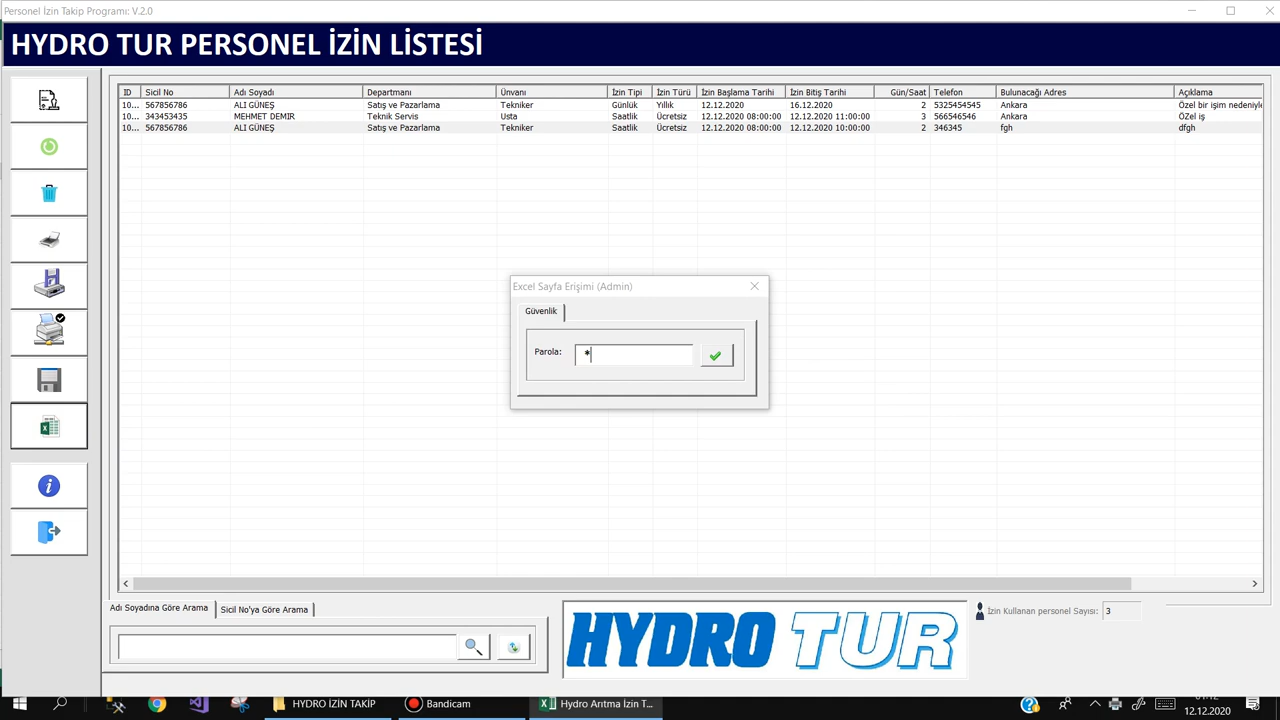 Personel İzin Takip Programı: V.2.0
HYDRO TUR PERSONEL İZİN LİSTESİ
ID Sicil No Adı Soyadı Departmanı Ünvanı İzin Tipi İzin Türü İzin Başlama Tarihi İzin Bitiş Tarihi Gün/Saat Telefon Bulunacağı Adres Açıklama
10... 567856786 ALİ GÜNEŞ Satış ve Pazarlama Tekniker Günlük Yıllık 12.12.2020 16.12.2020 2 5325454545 Ankara Özel bir işim nedeniyle
10... 343453435 MEHMET DEMİR Teknik Servis Usta Saatlik Ücretsiz 12.12.2020 08:00:00 12.12.2020 11:00:00 3 566546546 Ankara ÖZel iş
10... 567856786 ALİ GÜNEŞ Satış ve Pazarlama Tekniker Saatlik Ücretsiz 12.12.2020 08:00:00 12.12.2020 10:00:00 2 346345 fgh dfgh
Excel Sayfa Erişimi (Admin)
Güvenlik
Parola: *
Adı Soyadına Göre Arama Sicil No'ya Göre Arama
HYDRO TUR
İzin Kullanan personel Sayısı: 3
HYDRO İZİN TAKİP Bandicam Hydro Arıtma İzin T...
12.12.2020